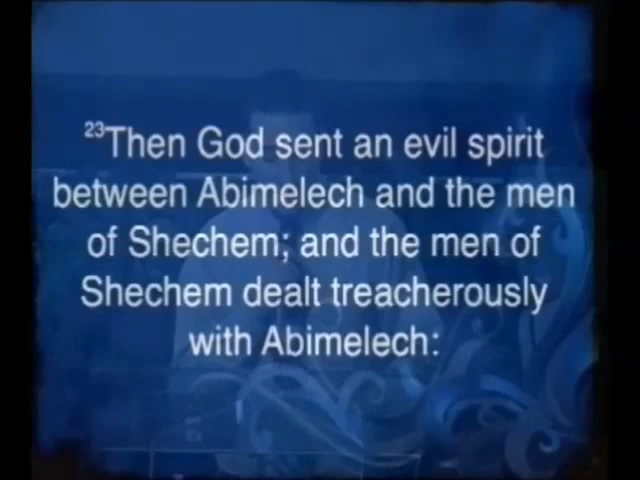 23Then God sent an evil spirit
between Abimelech and the men
of Shechem; and the men of
Shechem dealt treacherously
with Abimelech: